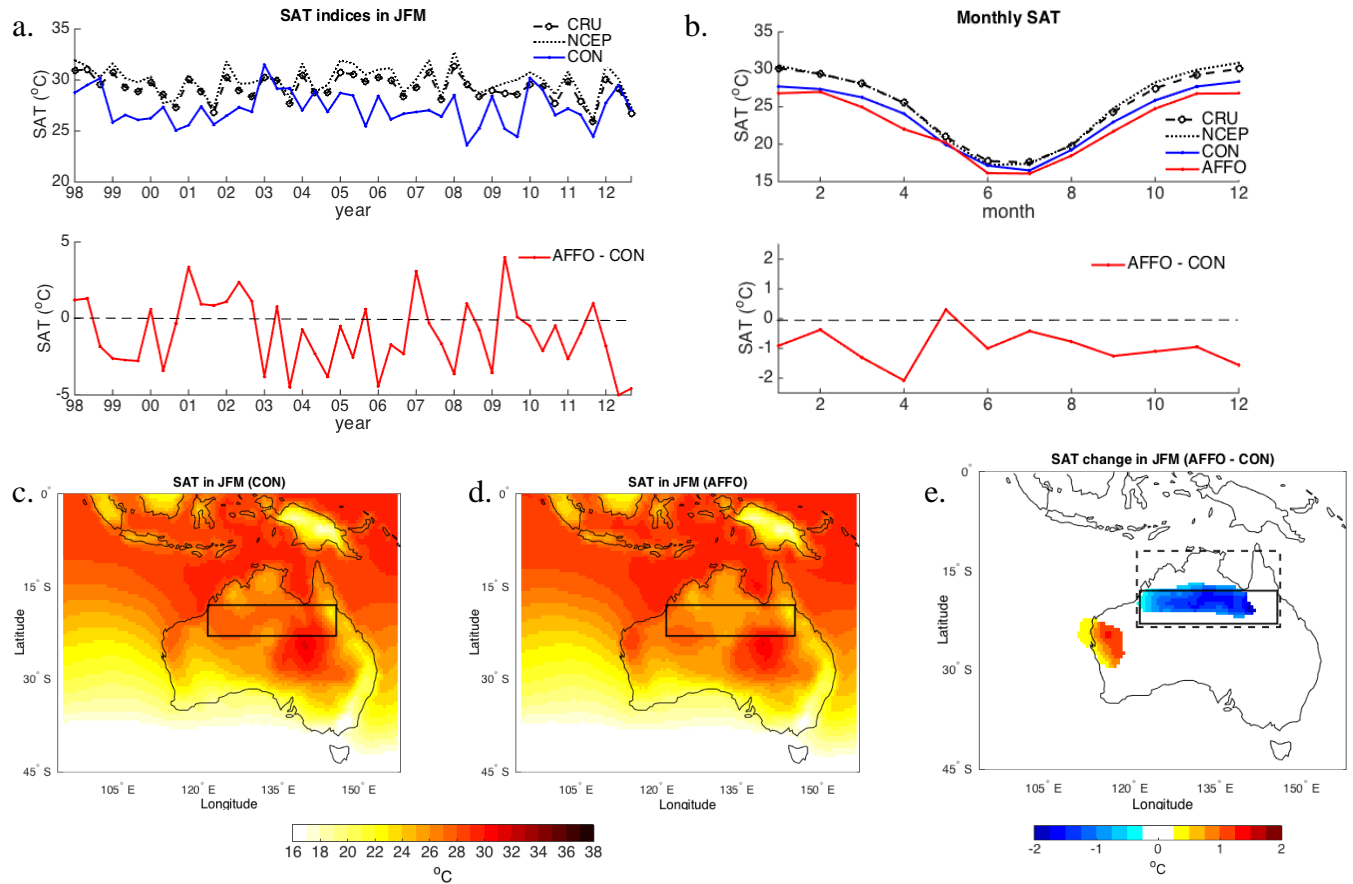 a.
SAT indices in JFM
35
30
25
20
SAT (°C)
CRU
NCEP
CON
98 99 00 01 02 03 04 05 06 07 08 09 10 11 12
year
5
0
-5
SAT (°C)
AFFO - CON
98 99 00 01 02 03 04 05 06 07 08 09 10 11 12
year
b.
Monthly SAT
35
30
25
20
15
SAT (°C)
CRU
NCEP
CON
AFFO
2 4 6 8 10 12
month
2
1
0
-1
-2
SAT (°C)
AFFO - CON
2 4 6 8 10 12
c.
SAT in JFM (CON)
0°
15° S
30° S
45° S
Latitude
105° E 120° E 135° E 150° E
Longitude
d.
SAT in JFM (AFFO)
0°
15° S
30° S
45° S
Latitude
105° E 120° E 135° E 150° E
Longitude
16 18 20 22 24 26 28 30 32 34 36 38
°C
e.
SAT change in JFM (AFFO - CON)
0°
15° S
30° S
45° S
Latitude
105° E 120° E 135° E 150° E
Longitude
-2 -1 0 1 2
°C